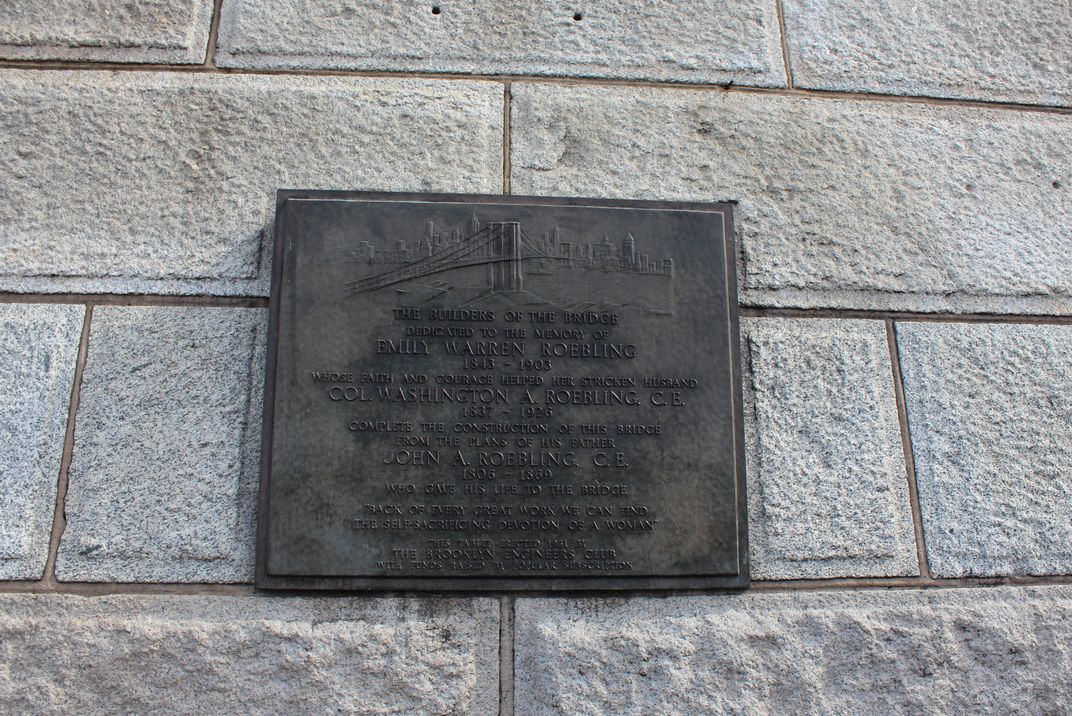 THE BUILDERS OF THE BRIDGE
DEDICATED TO THE MEMORY OF
EMILY WARREN ROEBLING
1843 - 1903
WHOSE FAITH AND COURAGE HELPED HER STRICKEN HUSBAND
COL. WASHINGTON A. ROEBLING, C.E.
1837 - 1926
COMPLETE THE CONSTRUCTION OF THIS BRIDGE
FROM THE PLANS OF HIS FATHER
JOHN A. ROEBLING, C.E.
1806 - 1869
WHO GAVE HIS LIFE TO THE BRIDGE
"BACK OF EVERY GREAT WORK WE CAN FIND
THE SELF-SACRIFICING DEVOTION OF A WOMAN"
THIS TABLET ERECTED 1951 BY
THE BROOKLYN ENGINEERS CLUB
WITH FUNDS RAISED BY POPULAR SUBSCRIPTION